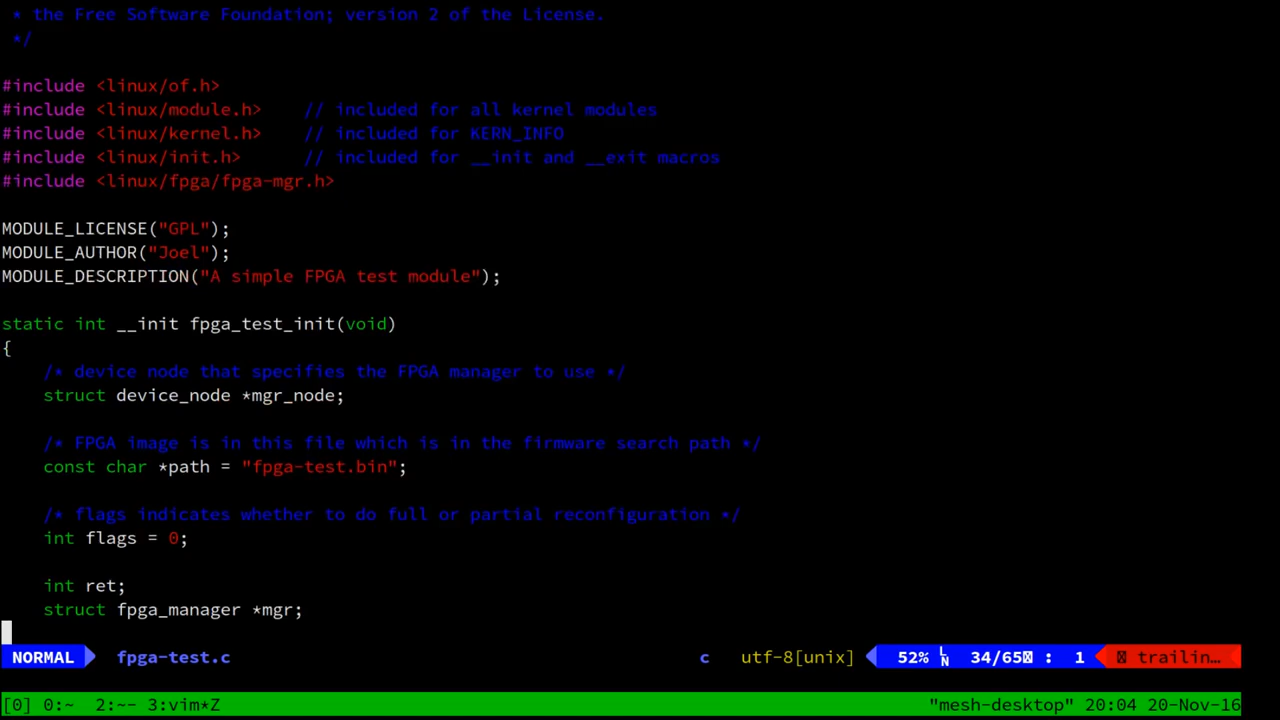 * the Free Software Foundation; version 2 of the License.
*/
#include <linux/of.h>
#include <linux/module.h>    // included for all kernel modules
#include <linux/kernel.h>    // included for KERN_INFO
#include <linux/init.h>      // included for __init and __exit macros
#include <linux/fpga/fpga-mgr.h>
MODULE_LICENSE("GPL");
MODULE_AUTHOR("Joel");
MODULE_DESCRIPTION("A simple FPGA test module");
static int __init fpga_test_init(void)
{
    /* device node that specifies the FPGA manager to use */
    struct device_node *mgr_node;
    /* FPGA image is in this file which is in the firmware search path */
    const char *path = "fpga-test.bin";
    /* flags indicates whether to do full or partial reconfiguration */
    int flags = 0;
    int ret;
    struct fpga_manager *mgr;
NORMAL fpga-test.c c utf-8[unix] 52% LN 34/65 : 1 trailin…
[0] 0:~  2:~- 3:vim*Z "mesh-desktop" 20:04 20-Nov-16